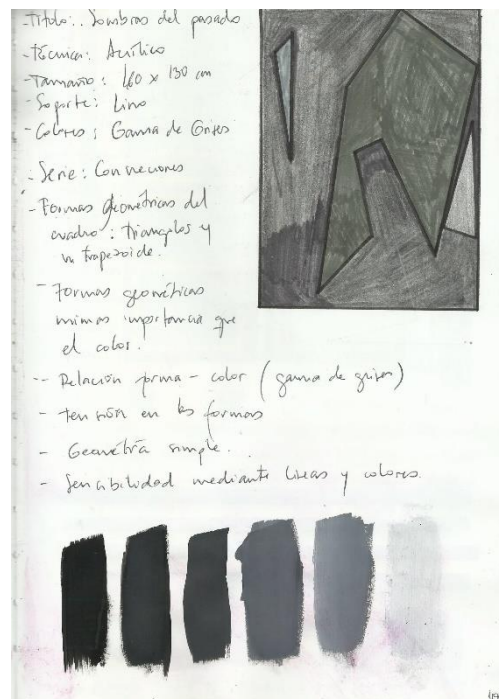 -Título:. Sombras del pasado
-Técnica: Acrílico
-Tamaño: 160 x 130 cm
-Soporte: Lino
-Colores: Gama de Grises
-Serie: Conexiones
-Formas geométricas del
cuadro: triángulos y
un trapezoide.
- Formas geométricas
misma importancia que
el color.
-- Relación forma - color (gama de grises)
- tensión en las formas
- Geometría simple.
- Sensibilidad mediante líneas y colores.